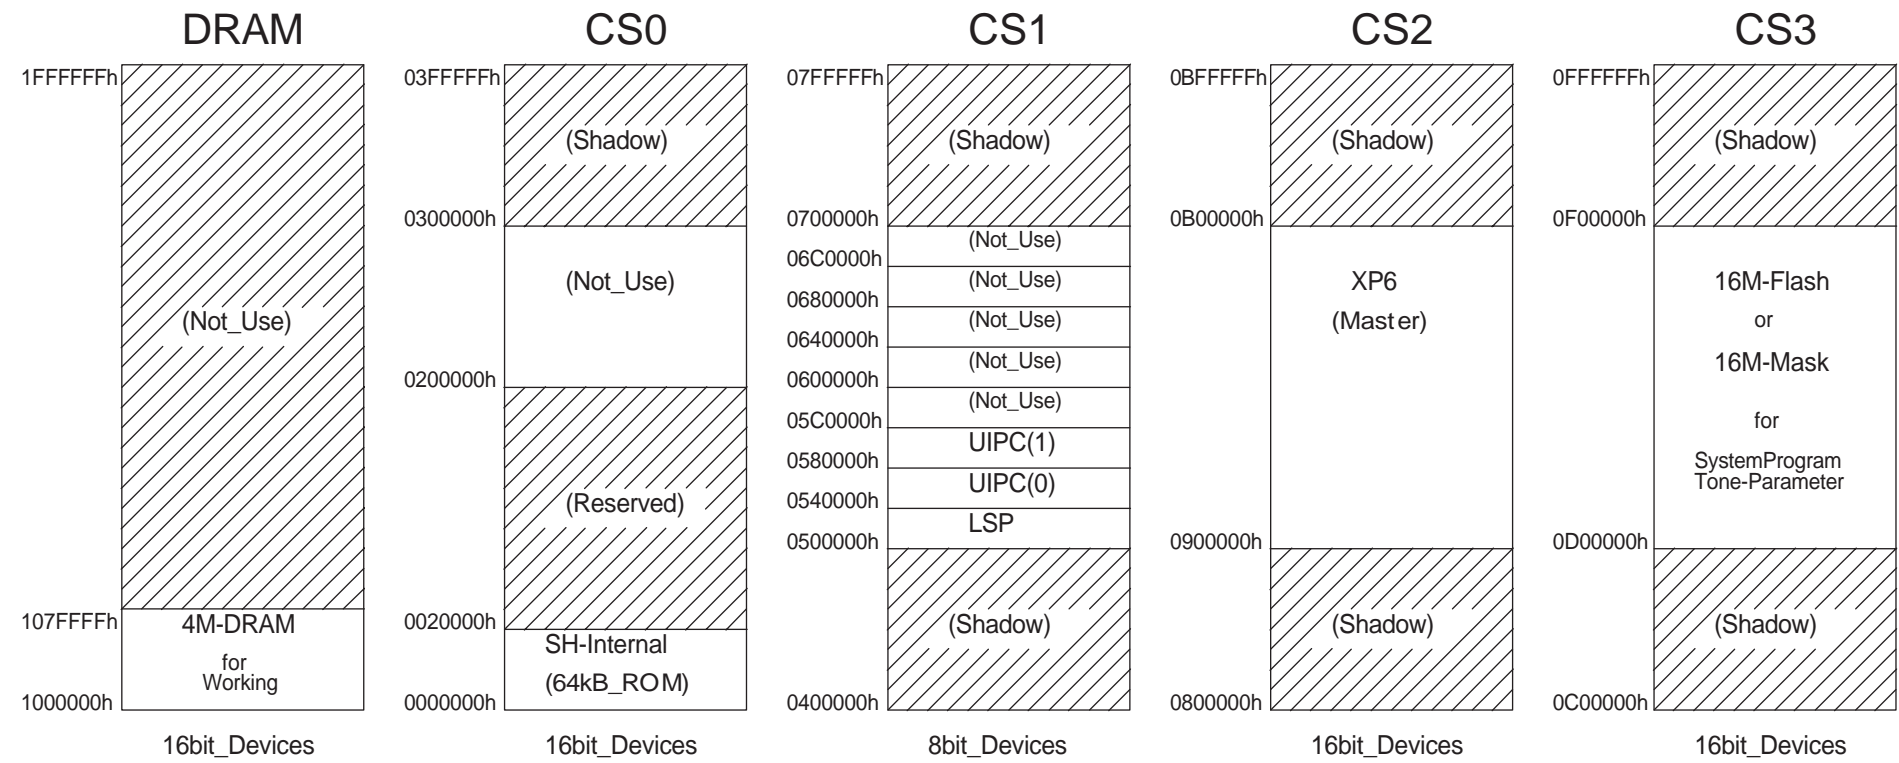 DRAM
1FFFFFFh
(Not_Use)
107FFFFh
4M-DRAM
for
Working
1000000h
16bit_Devices
CS0
03FFFFFh
(Shadow)
0300000h
(Not_Use)
0200000h
(Reserved)
0020000h
SH-Internal
(64kB_ROM)
0000000h
16bit_Devices
CS1
07FFFFFh
(Shadow)
0700000h
(Not_Use)
06C0000h
(Not_Use)
0680000h
(Not_Use)
0640000h
(Not_Use)
0600000h
(Not_Use)
05C0000h
UIPC(1)
0580000h
UIPC(0)
0540000h
LSP
0500000h
(Shadow)
0400000h
8bit_Devices
CS2
0BFFFFFh
(Shadow)
0B00000h
XP6
(Master)
0900000h
(Shadow)
0800000h
16bit_Devices
CS3
0FFFFFFh
(Shadow)
0F00000h
16M-Flash
or
16M-Mask
for
SystemProgram
Tone-Parameter
0D00000h
(Shadow)
0C00000h
16bit_Devices